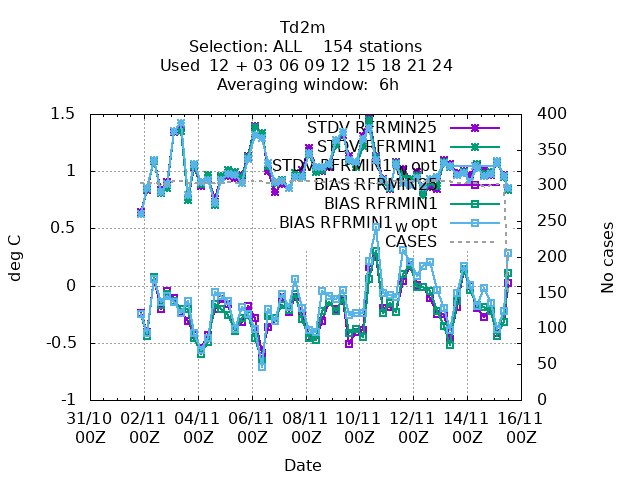 Td2m
Selection: ALL    154 stations
Used  12 + 03 06 09 12 15 18 21 24
Averaging window:  6h
1.5
1
0.5
0
-0.5
-1
deg C
400
350
300
250
200
150
100
50
0
No cases
STDV RFRMIN25
STDV RFRMIN1
STDV RFRMIN1w opt
BIAS RFRMIN25
BIAS RFRMIN1
BIAS RFRMIN1w opt
CASES
31/10 02/11 04/11 06/11 08/11 10/11 12/11 14/11 16/11
00Z 00Z 00Z 00Z 00Z 00Z 00Z 00Z 00Z
Date